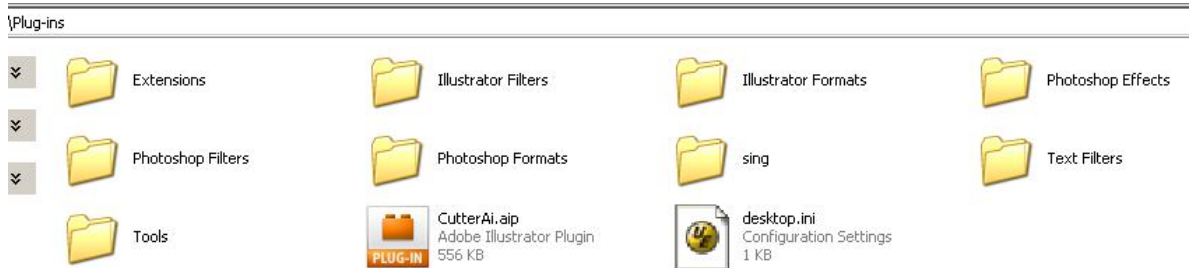 \Plug-ins
Extensions
Illustrator Filters
Illustrator Formats
Photoshop Effects
Photoshop Filters
Photoshop Formats
sing
Text Filters
Tools
CutterAi.aip
Adobe Illustrator Plugin
556 KB
PLUG-IN
desktop.ini
Configuration Settings
1 KB